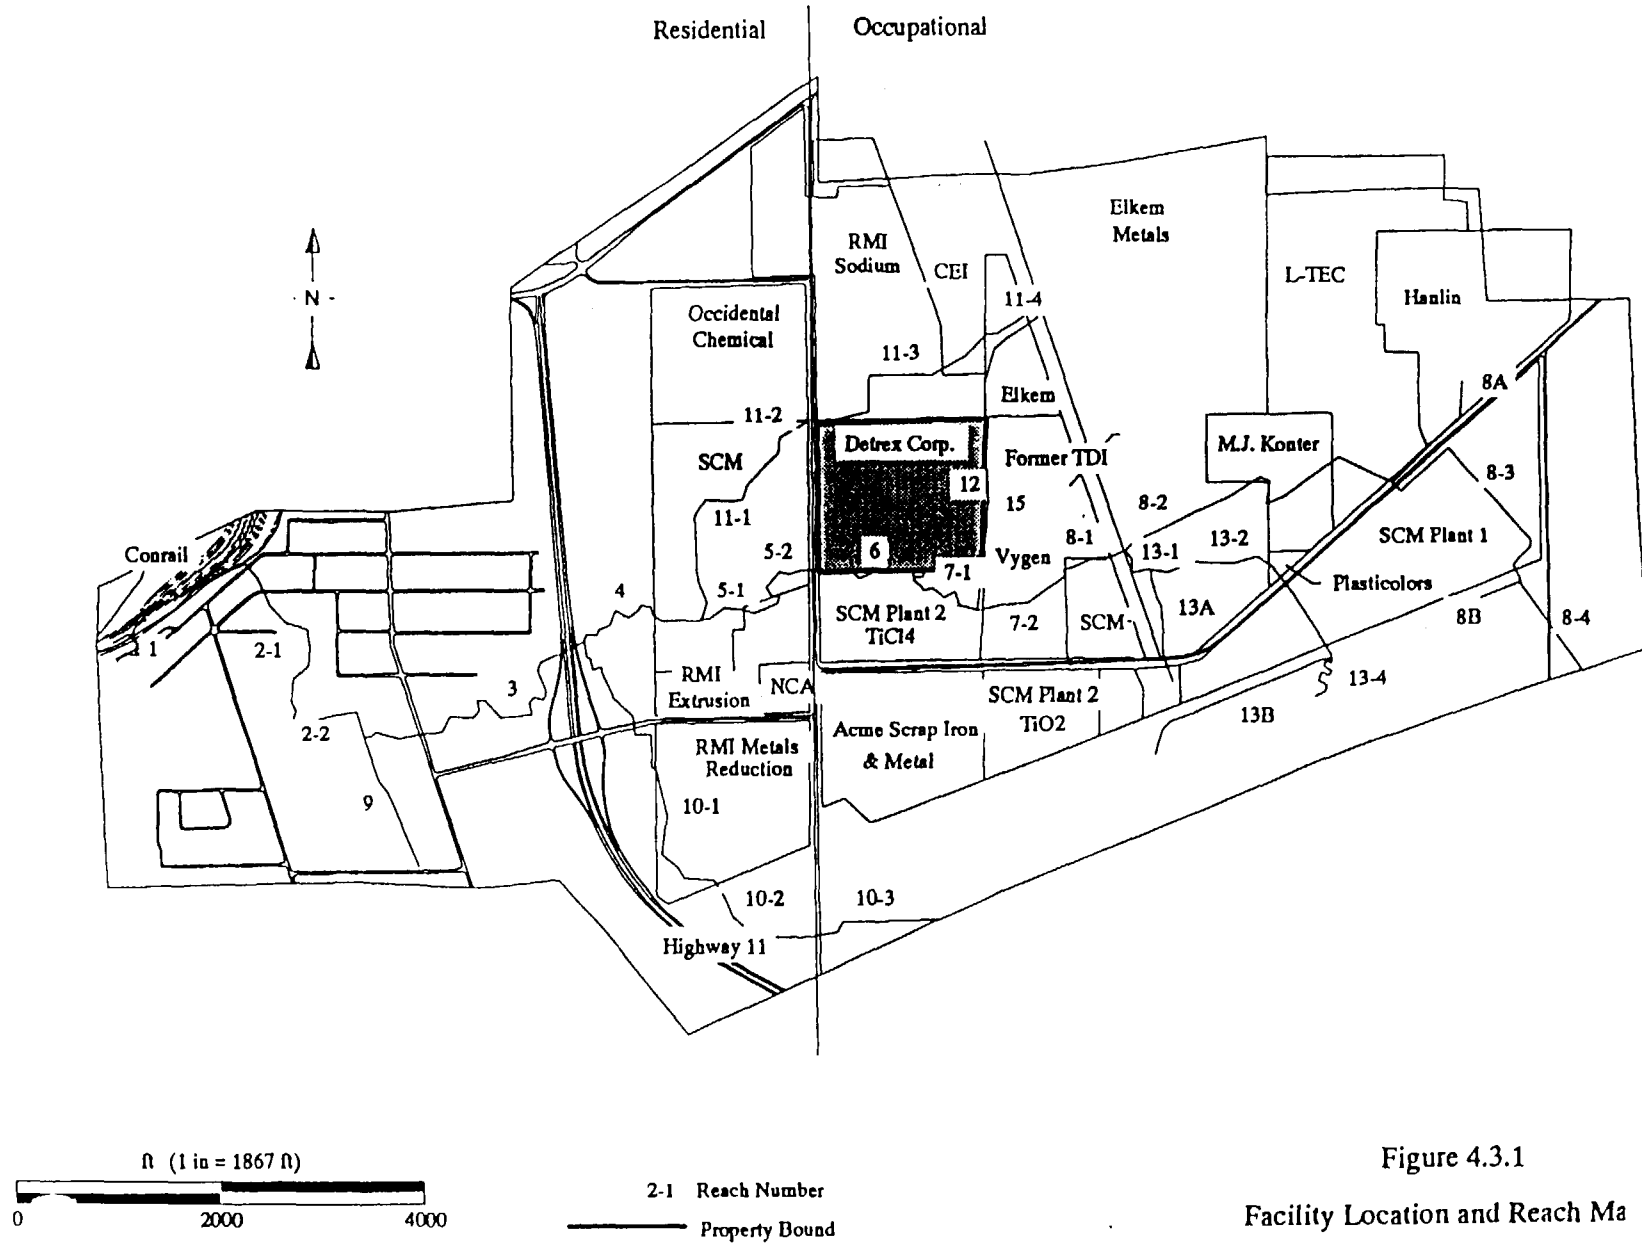 Residential
Occupational
Elkem
Metals
RMI
Sodium
CEI
L-TEC
- N -
Hanlin
11-4
Occidental
Chemical
11-3
8A
Elkem
11-2
Detrex Corp.
M.J. Konter
SCM
Former TDI
8-3
12
15
8-2
11-1
SCM Plant 1
Conrail
5-2
6
8-1
13-1
13-2
Vygen
7-1
Plasticolors
4
5-1
SCM Plant 2
TiCl4
7-2
SCM
13A
8B
8-4
1
2-1
3
RMI
Extrusion
NCA
SCM Plant 2
TiO2
13-4
13B
2-2
Acme Scrap Iron
& Metal
RMI Metals
Reduction
9
10-1
10-2
10-3
Highway 11
ft (1 in = 1867 ft)
0 2000 4000
2-1 Reach Number
Property Bound
Figure 4.3.1
Facility Location and Reach Ma